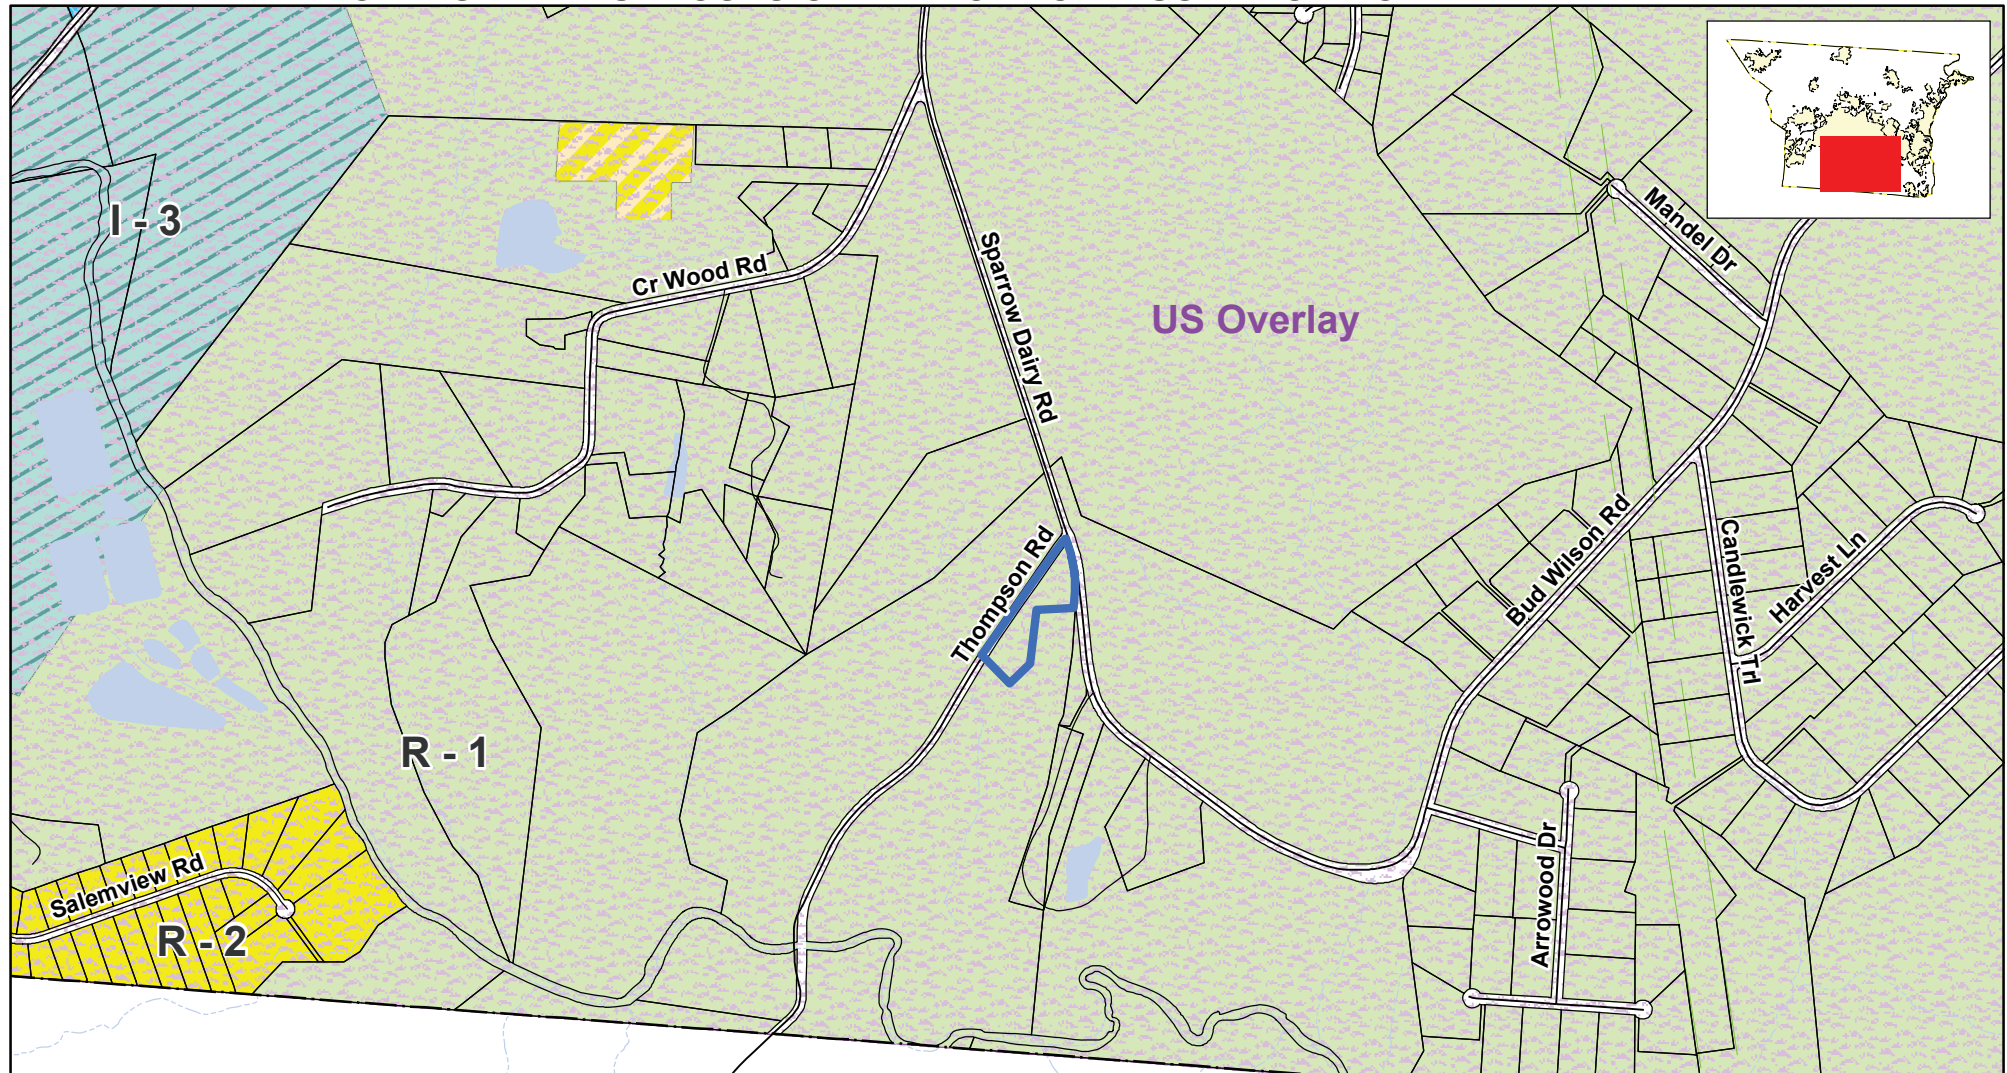 I - 3
Cr Wood Rd
Sparrow Dairy Rd
US Overlay
Mandel Dr
Thompson Rd
Bud Wilson Rd
Candlewick Trl
Harvest Ln
R - 1
Salemview Rd
R - 2
Arrowood Dr